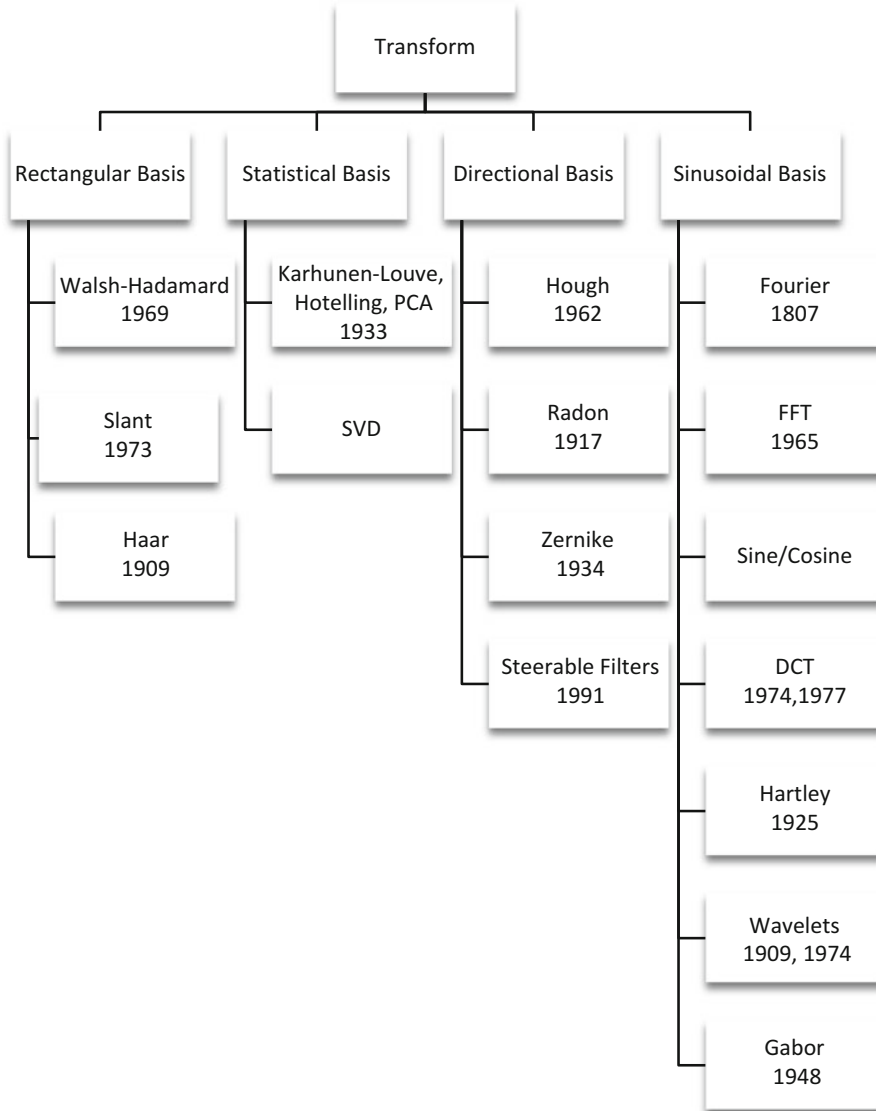 Transform
Rectangular Basis
Statistical Basis
Directional Basis
Sinusoidal Basis
Walsh-Hadamard
1969
Slant
1973
Haar
1909
Karhunen-Louve,
Hotelling, PCA
1933
SVD
Hough
1962
Radon
1917
Zernike
1934
Steerable Filters
1991
Fourier
1807
FFT
1965
Sine/Cosine
DCT
1974,1977
Hartley
1925
Wavelets
1909, 1974
Gabor
1948